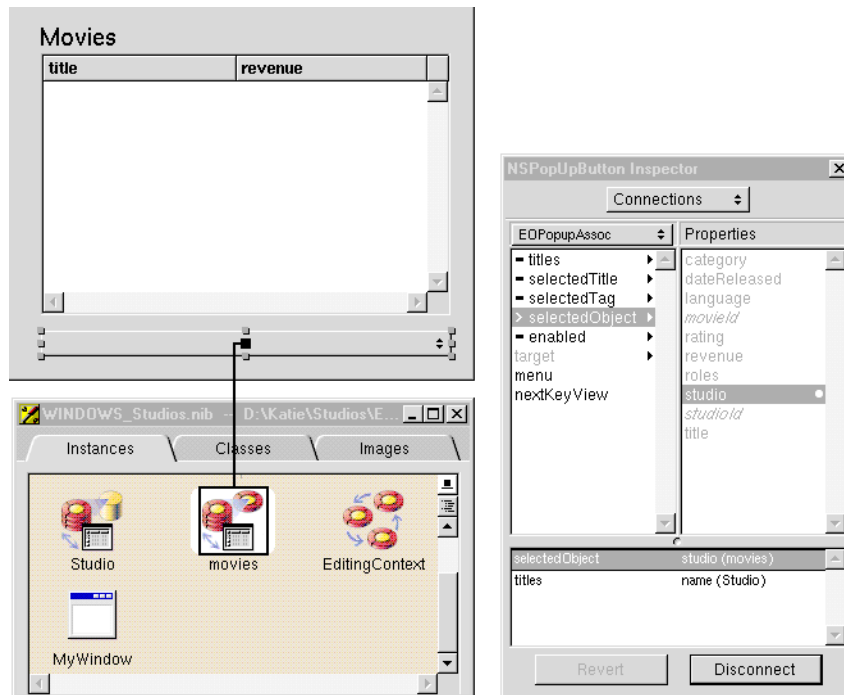 Movies
title revenue
WINDOWS_Studios.nib -- D:\Katie\Studios\E...
Instances Classes Images
Studio movies EditingContext
MyWindow
NSPopUpButton Inspector
Connections
EOPopupAssoc Properties
titles category
selectedTitle dateReleased
selectedTag language
> selectedObject movieId
enabled rating
target revenue
menu roles
nextKeyView studio
studioId
title
selectedObject studio (movies)
titles name (Studio)
Revert Disconnect